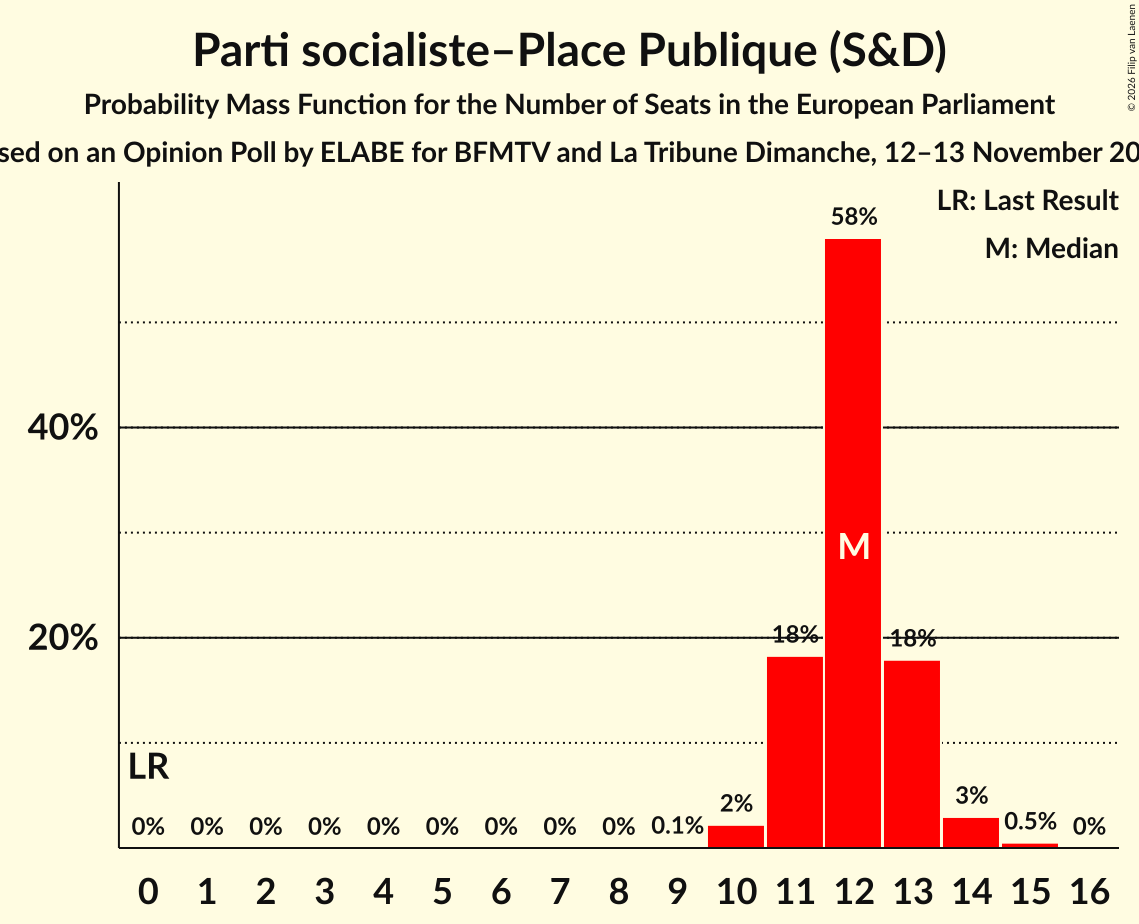 Parti socialiste–Place Publique (S&D)
Probability Mass Function for the Number of Seats in the European Parliament
sed on an Opinion Poll by ELABE for BFMTV and La Tribune Dimanche, 12–13 November 20
© 2026 Filip van Laenen
LR: Last Result
M: Median
58%
40%
M
20%
18%
18%
LR
0% 0% 0% 0% 0% 0% 0% 0% 0% 0.1% 2% 3% 0.5% 0%
0 1 2 3 4 5 6 7 8 9 10 11 12 13 14 15 16